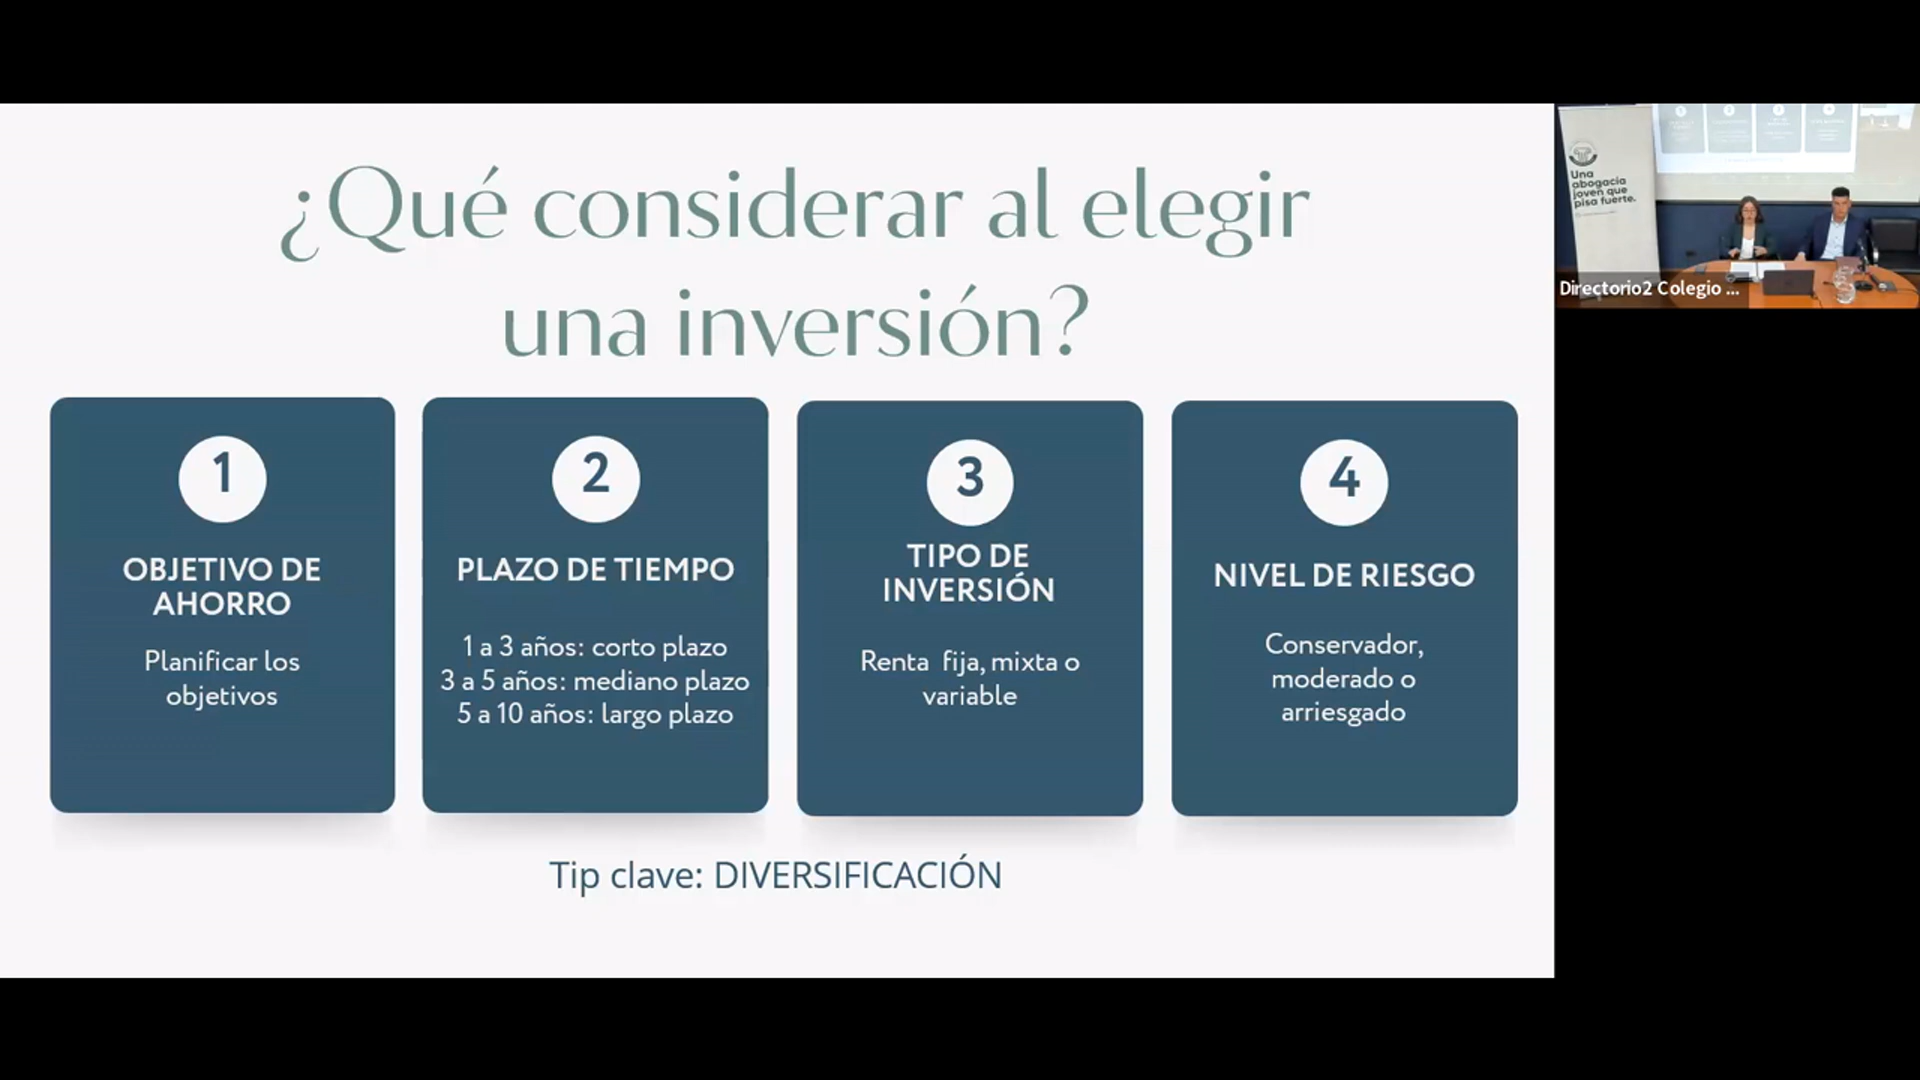 ¿Qué considerar al elegir
una inversión?
1
OBJETIVO DE
AHORRO
Planificar los
objetivos
2
PLAZO DE TIEMPO
1 a 3 años: corto plazo
3 a 5 años: mediano plazo
5 a 10 años: largo plazo
3
TIPO DE
INVERSIÓN
Renta  fija, mixta o
variable
4
NIVEL DE RIESGO
Conservador,
moderado o
arriesgado
Tip clave: DIVERSIFICACIÓN
Una
abogacía
joven que
pisa fuerte.
Directorio2 Colegio ...